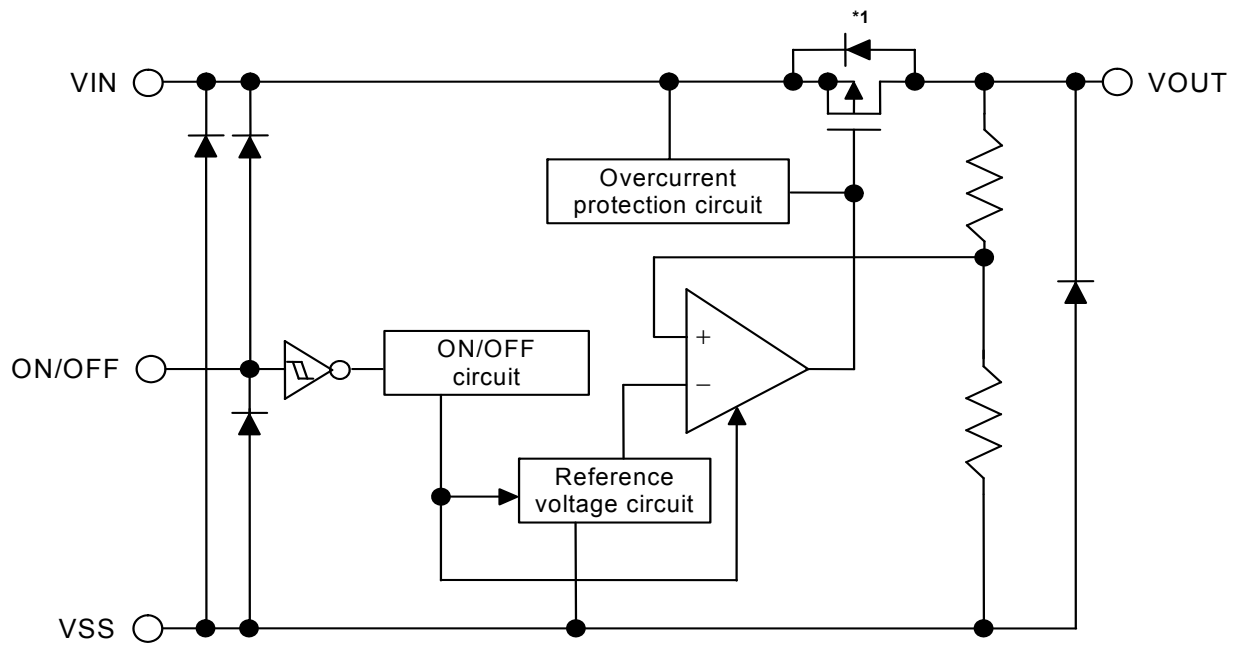 *1
VIN
VOUT
Overcurrent
protection circuit
ON/OFF
ON/OFF
circuit
+
−
Reference
voltage circuit
VSS